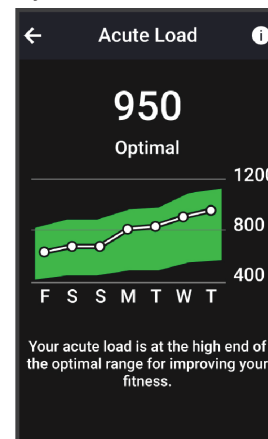 Acute Load
950
Optimal
1200
800
400
F S S M T W T
Your acute load is at the high end of
the optimal range for improving your
fitness.